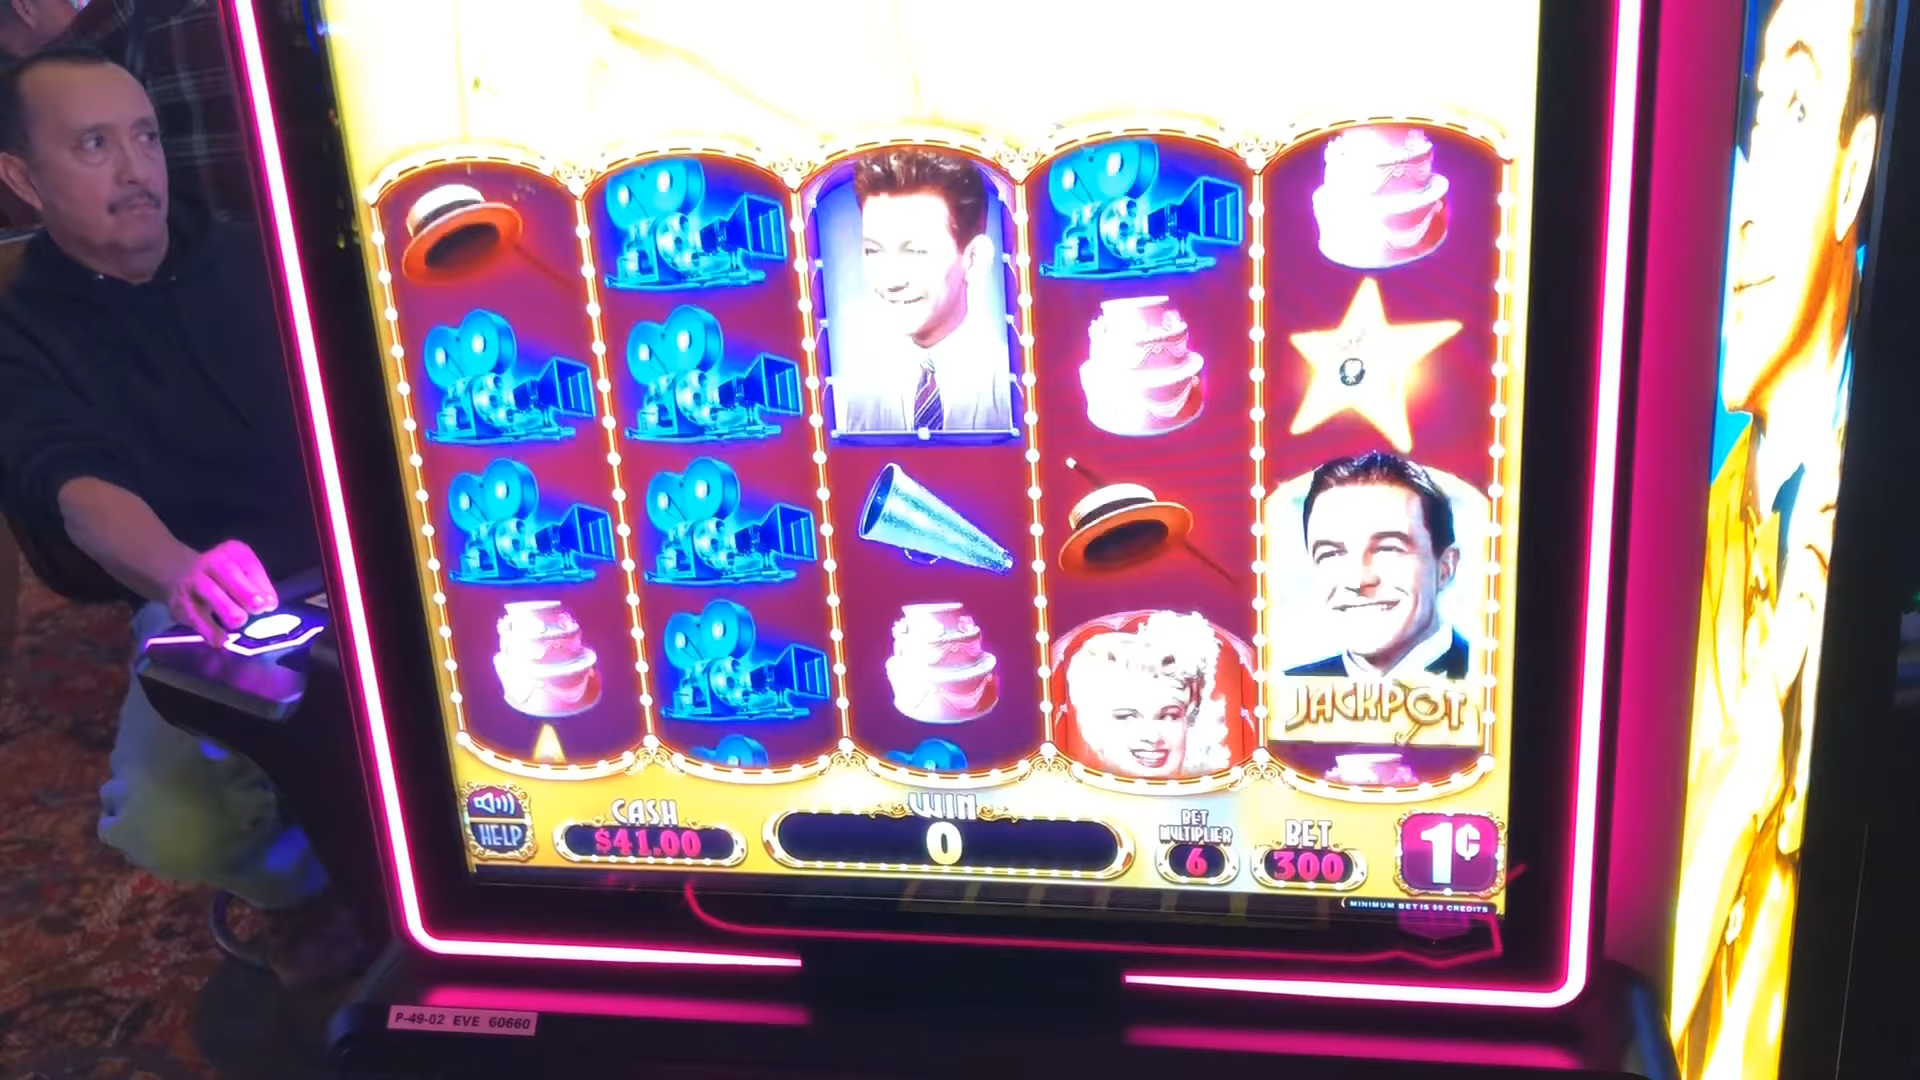 JACKPOT
HELP
CASH
$41.00
WIN
0
BET
MULTIPLIER
6
BET
300
1¢
MINIMUM BET IS 50 CREDITS
P-49-02 EVE 60660